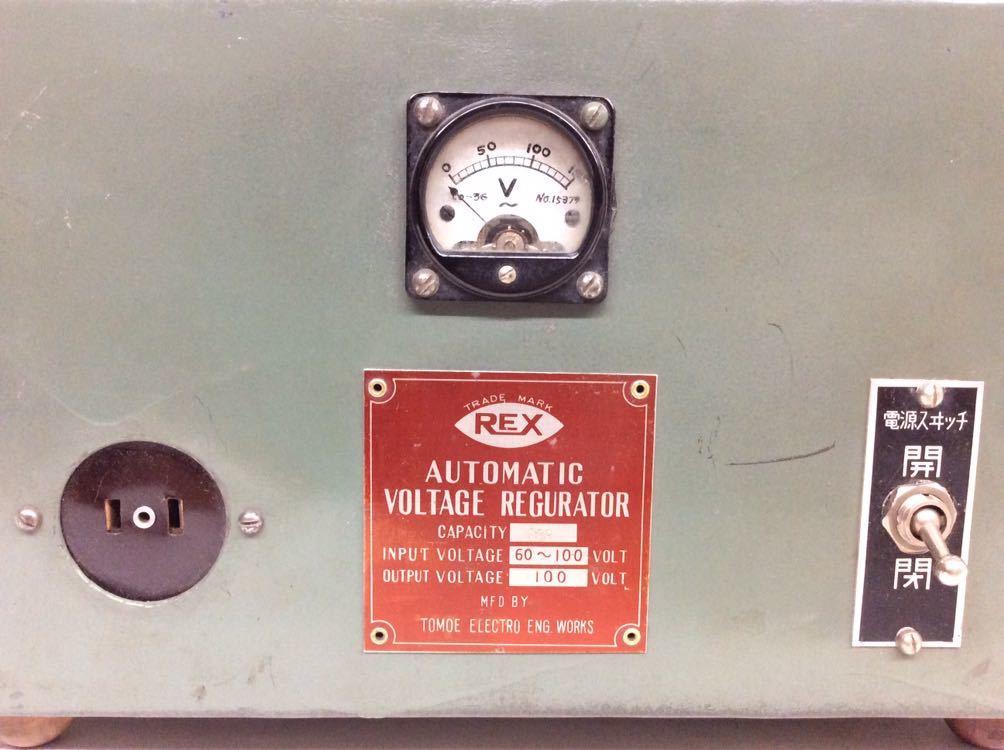 0 50 100
V
No.15879
TRADE MARK
REX
AUTOMATIC
VOLTAGE REGURATOR
CAPACITY
INPUT VOLTAGE 60~100 VOLT
OUTPUT VOLTAGE 100 VOLT
MFD BY
TOMOE ELECTRO ENG. WORKS
電源スヰッチ
開
閉